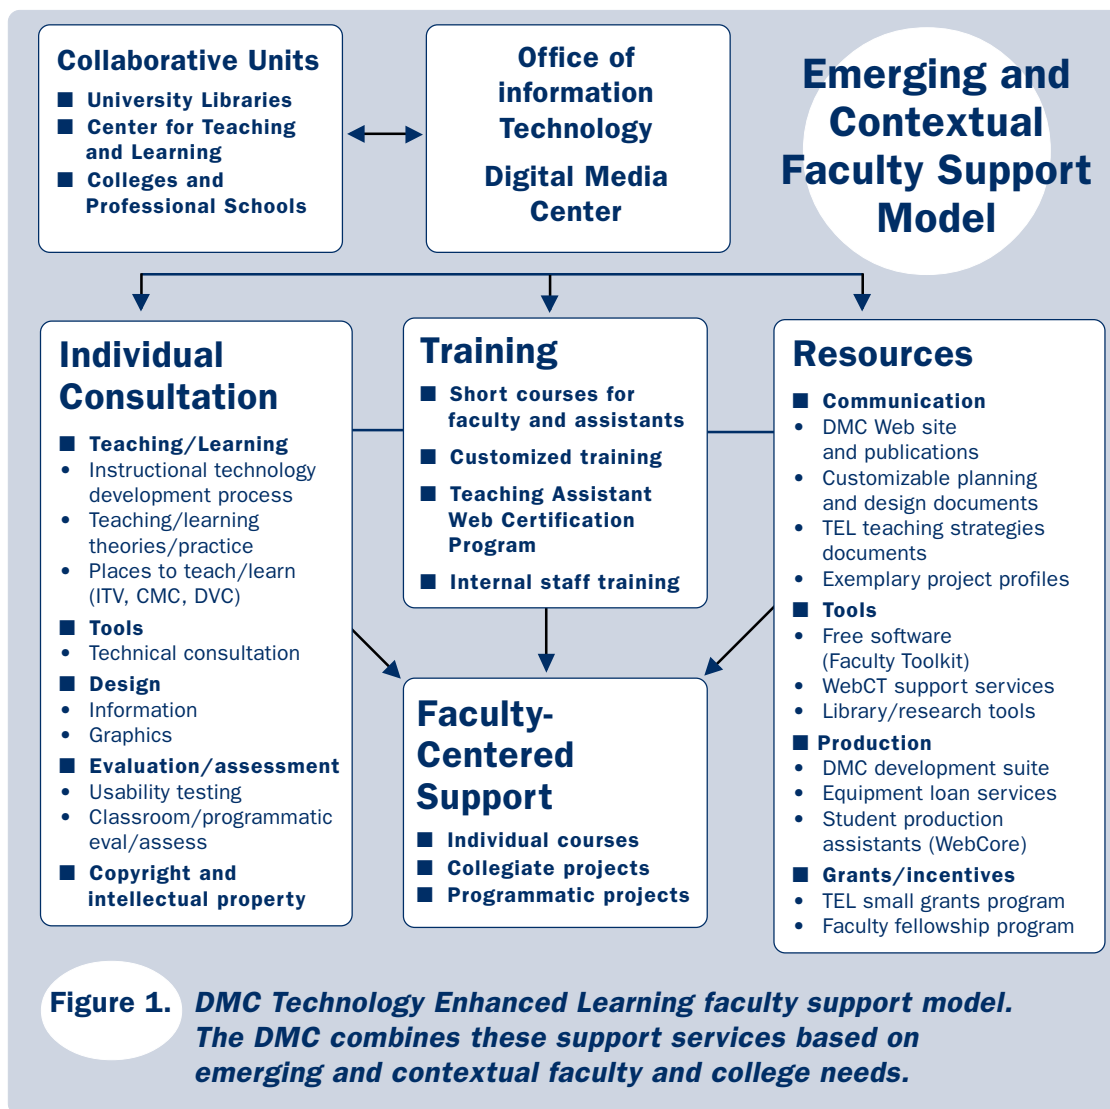 Collaborative Units
■ University Libraries
■ Center for Teaching
and Learning
■ Colleges and
Professional Schools
Office of
information
Technology
Digital Media
Center
Emerging and
Contextual
Faculty Support
Model
Individual
Consultation
■ Teaching/Learning
• Instructional technology
development process
• Teaching/learning
theories/practice
• Places to teach/learn
(ITV, CMC, DVC)
■ Tools
• Technical consultation
■ Design
• Information
• Graphics
■ Evaluation/assessment
• Usability testing
• Classroom/programmatic
eval/assess
■ Copyright and
intellectual property
Training
■ Short courses for
faculty and assistants
■ Customized training
■ Teaching Assistant
Web Certification
Program
■ Internal staff training
Resources
■ Communication
• DMC Web site
and publications
• Customizable planning
and design documents
• TEL teaching strategies
documents
• Exemplary project profiles
■ Tools
• Free software
(Faculty Toolkit)
• WebCT support services
• Library/research tools
■ Production
• DMC development suite
• Equipment loan services
• Student production
assistants (WebCore)
■ Grants/incentives
• TEL small grants program
• Faculty fellowship program
Faculty-
Centered
Support
■ Individual courses
■ Collegiate projects
■ Programmatic projects
Figure 1. DMC Technology Enhanced Learning faculty support model.
The DMC combines these support services based on
emerging and contextual faculty and college needs.